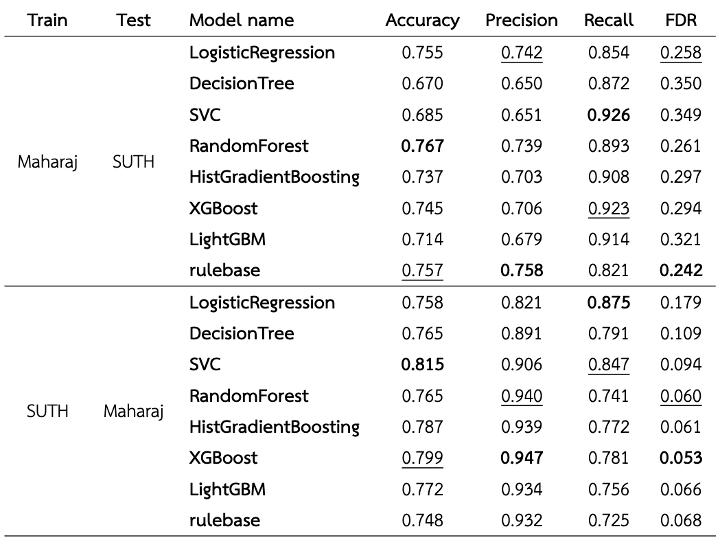 Train Test Model name Accuracy Precision Recall FDR
LogisticRegression 0.755 0.742 0.854 0.258
DecisionTree 0.670 0.650 0.872 0.350
SVC 0.685 0.651 0.926 0.349
RandomForest 0.767 0.739 0.893 0.261
Maharaj SUTH
HistGradientBoosting 0.737 0.703 0.908 0.297
XGBoost 0.745 0.706 0.923 0.294
LightGBM 0.714 0.679 0.914 0.321
rulebase 0.757 0.758 0.821 0.242
LogisticRegression 0.758 0.821 0.875 0.179
DecisionTree 0.765 0.891 0.791 0.109
SVC 0.815 0.906 0.847 0.094
RandomForest 0.765 0.940 0.741 0.060
SUTH Maharaj
HistGradientBoosting 0.787 0.939 0.772 0.061
XGBoost 0.799 0.947 0.781 0.053
LightGBM 0.772 0.934 0.756 0.066
rulebase 0.748 0.932 0.725 0.068